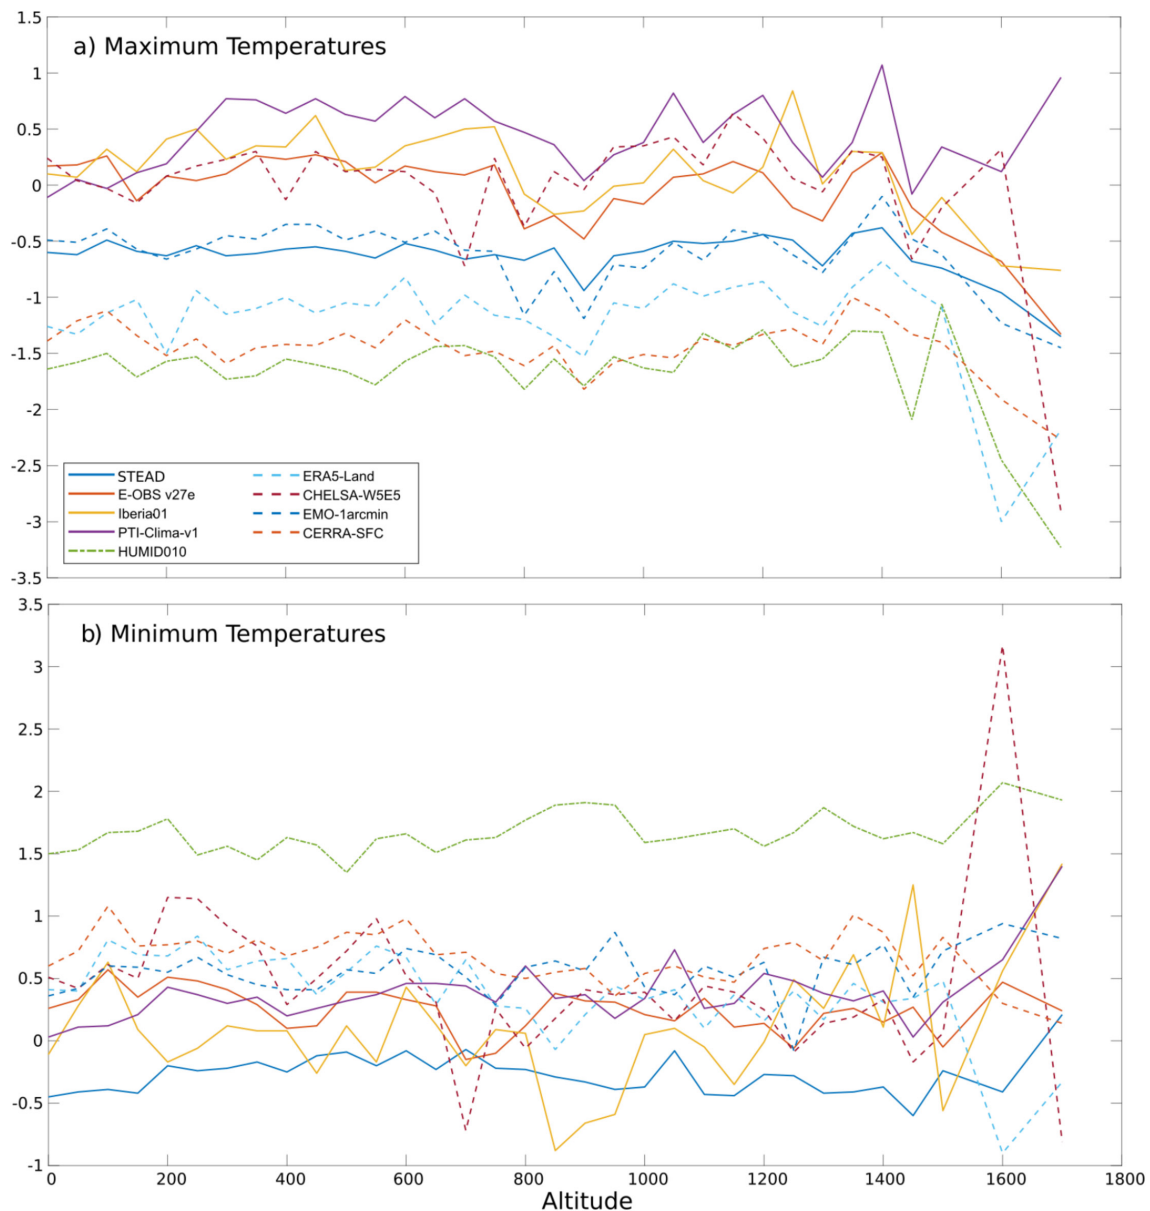 a) Maximum Temperatures
1.5
1
0.5
0
-0.5
-1
-1.5
-2
-2.5
-3
-3.5
STEAD
E-OBS v27e
Iberia01
PTI-Clima-v1
HUMID010
ERA5-Land
CHELSA-W5E5
EMO-1arcmin
CERRA-SFC
b) Minimum Temperatures
3.5
3
2.5
2
1.5
1
0.5
0
-0.5
-1
0 200 400 600 800 1000 1200 1400 1600 1800
Altitude